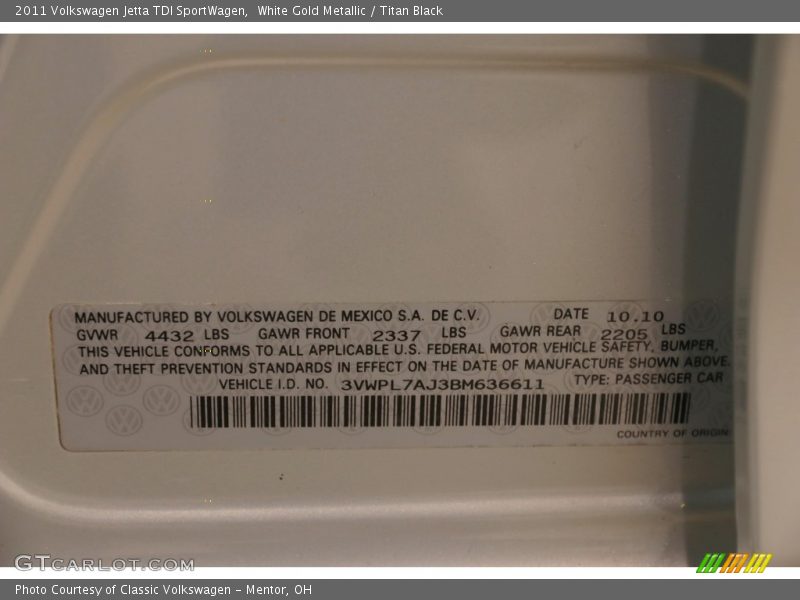 2011 Volkswagen Jetta TDI SportWagen,  White Gold Metallic / Titan Black
MANUFACTURED BY VOLKSWAGEN DE MEXICO S.A. DE C.V. DATE 10.10
GVWR 4432 LBS GAWR FRONT 2337 LBS GAWR REAR 2205 LBS
THIS VEHICLE CONFORMS TO ALL APPLICABLE U.S. FEDERAL MOTOR VEHICLE SAFETY, BUMPER,
AND THEFT PREVENTION STANDARDS IN EFFECT ON THE DATE OF MANUFACTURE SHOWN ABOVE.
VEHICLE I.D. NO. 3VWPL7AJ3BM636611 TYPE: PASSENGER CAR
COUNTRY OF ORIGIN:
GTCARLOT.COM
Photo Courtesy of Classic Volkswagen - Mentor, OH